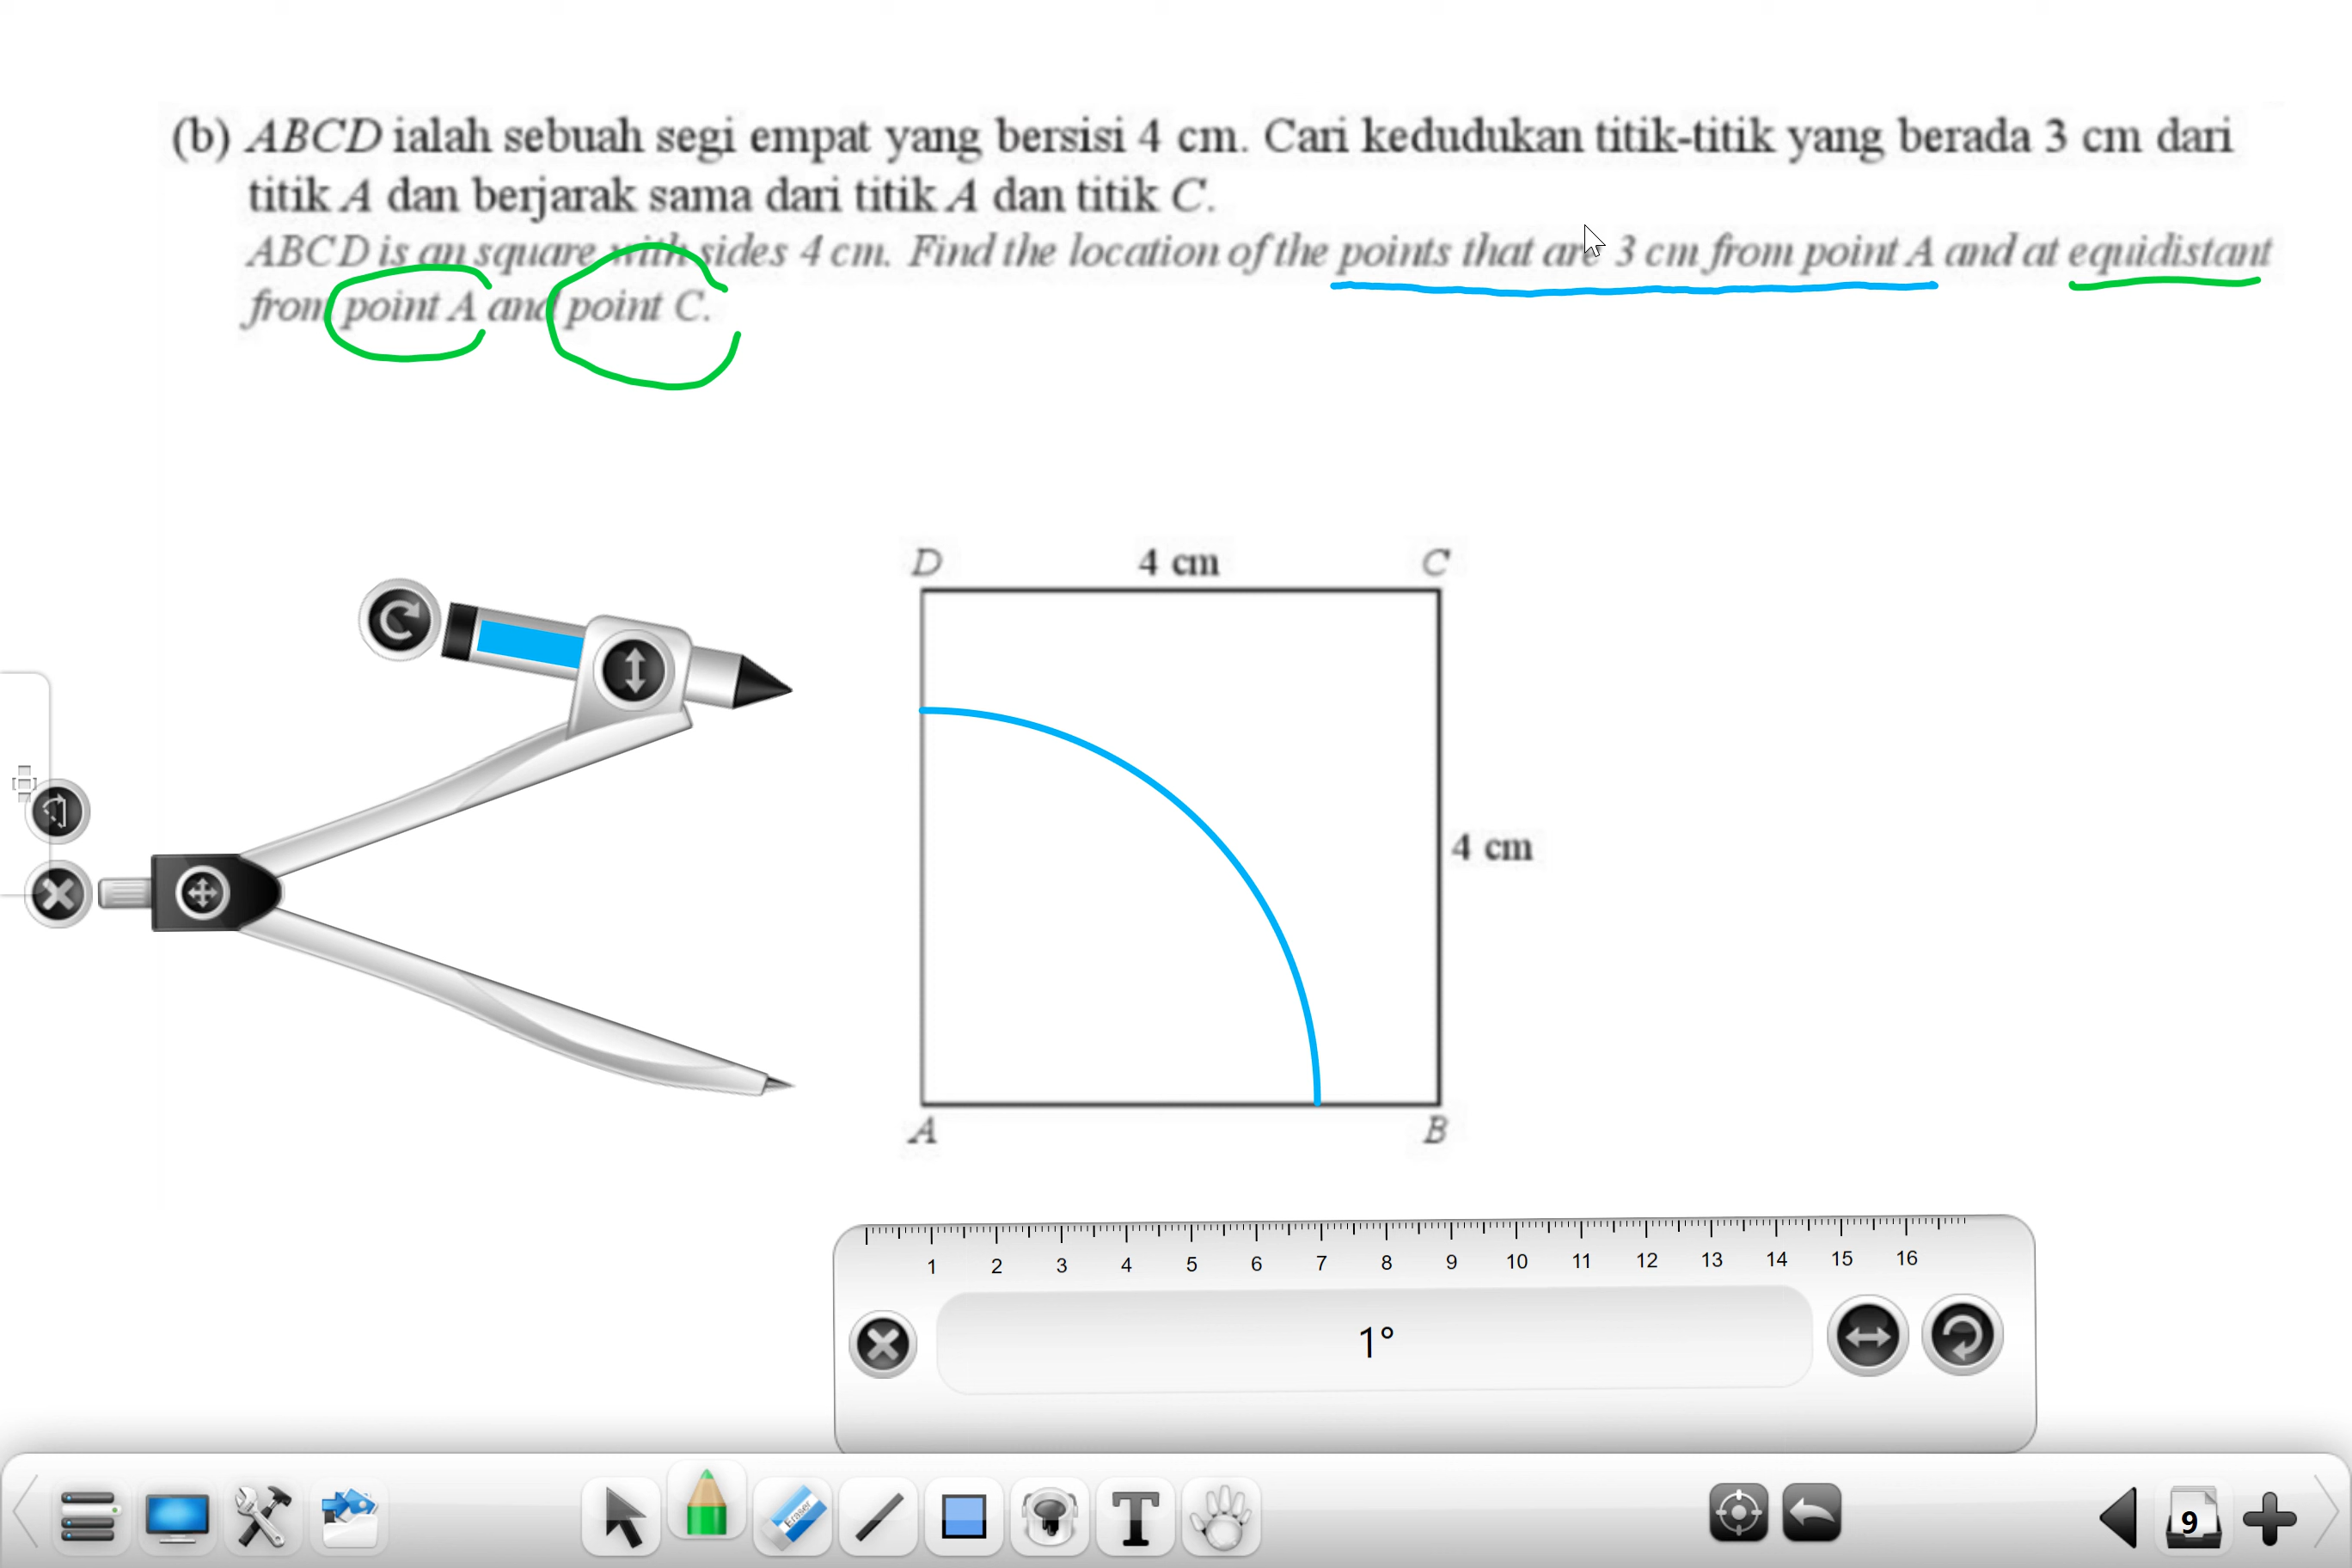 (b) ABCD ialah sebuah segi empat yang bersisi 4 cm. Cari kedudukan titik-titik yang berada 3 cm dari
titik A dan berjarak sama dari titik A dan titik C.
ABCD is an square with sides 4 cm. Find the location of the points that are 3 cm from point A and at equidistant
from point A and point C.
D 4 cm C
4 cm
A B
1 2 3 4 5 6 7 8 9 10 11 12 13 14 15 16
1°
Eraser
T
9